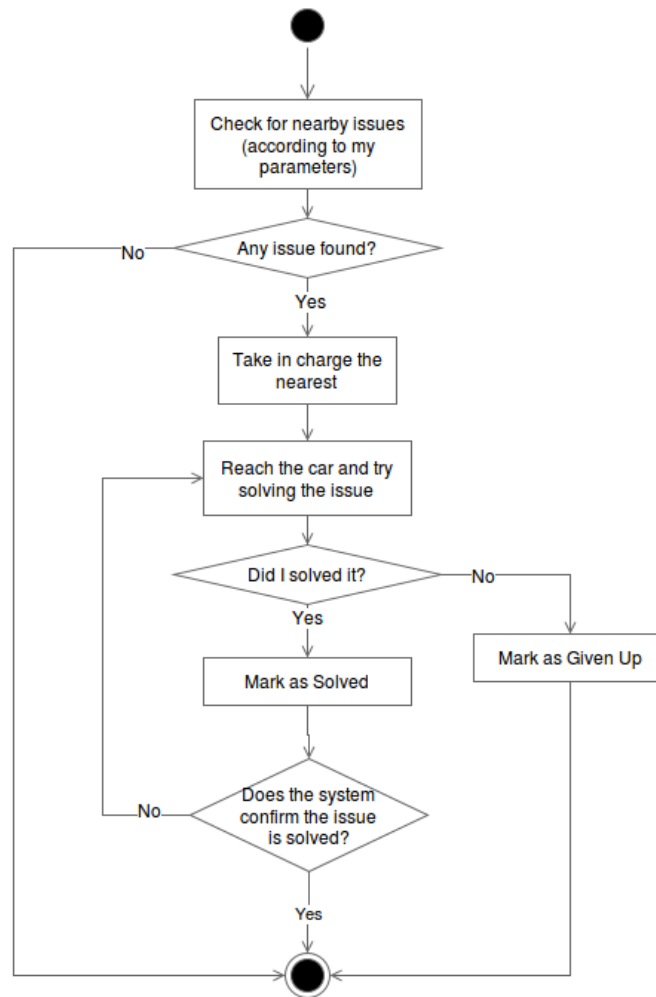 Check for nearby issues
(according to my
parameters)
No
Any issue found?
Yes
Take in charge the
nearest
Reach the car and try
solving the issue
Did I solved it?
No
Yes
Mark as Given Up
Mark as Solved
Does the system
confirm the issue
is solved?
No
Yes